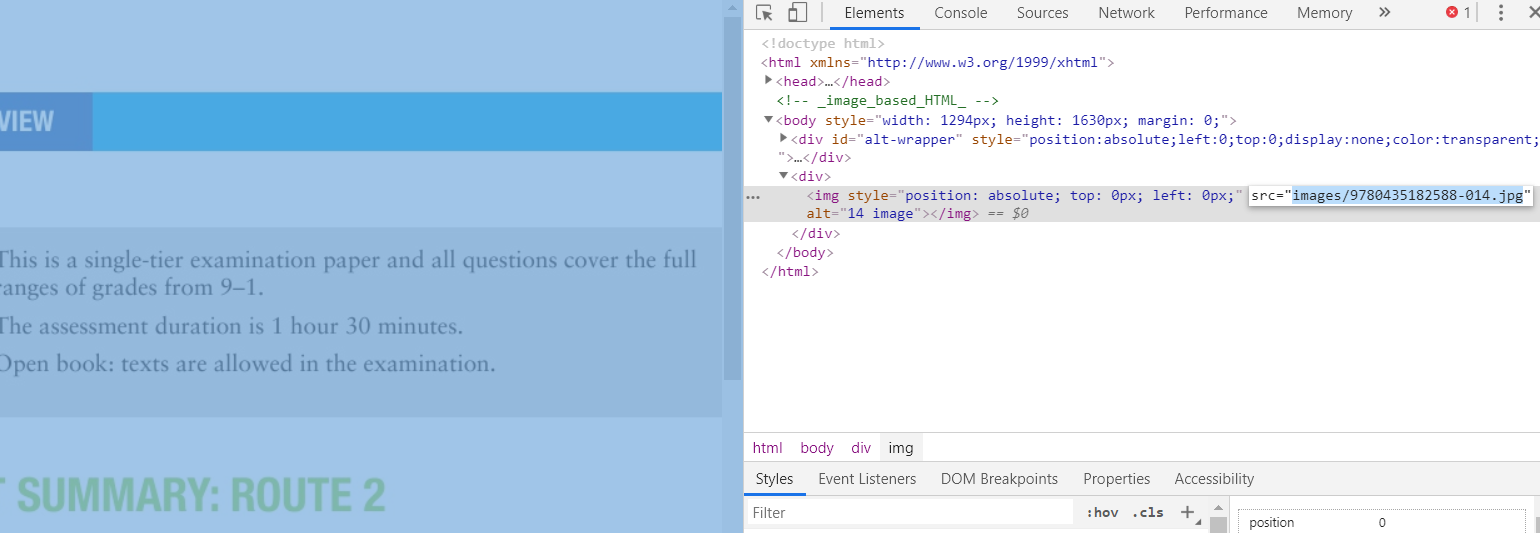 VIEW
This is a single-tier examination paper and all questions cover the full
ranges of grades from 9–1.
The assessment duration is 1 hour 30 minutes.
Open book: texts are allowed in the examination.
SUMMARY: ROUTE 2
Elements Console Sources Network Performance Memory » 1
<!doctype html>
<html xmlns="http://www.w3.org/1999/xhtml">
<head>…</head>
<!-- _image_based_HTML_ -->
<body style="width: 1294px; height: 1630px; margin: 0;">
<div id="alt-wrapper" style="position:absolute;left:0;top:0;display:none;color:transparent;
">…</div>
<div>
<img style="position: absolute; top: 0px; left: 0px;" src="images/9780435182588-014.jpg"
alt="14 image"></img> == $0
</div>
</body>
</html>
html body div img
Styles Event Listeners DOM Breakpoints Properties Accessibility
Filter :hov .cls +
position 0